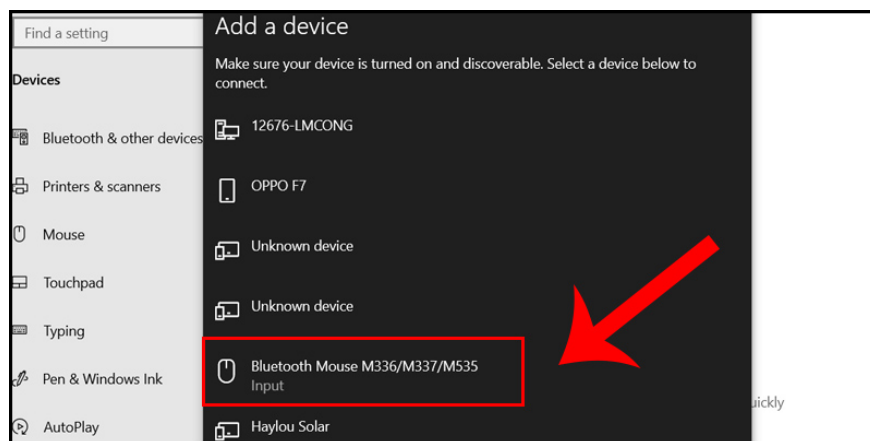 Find a setting
Devices
Bluetooth & other devices
Printers & scanners
Mouse
Touchpad
Typing
Pen & Windows Ink
AutoPlay
Add a device
Make sure your device is turned on and discoverable. Select a device below to
connect.
12676-LMCONG
OPPO F7
Unknown device
Unknown device
Bluetooth Mouse M336/M337/M535
Input
Haylou Solar